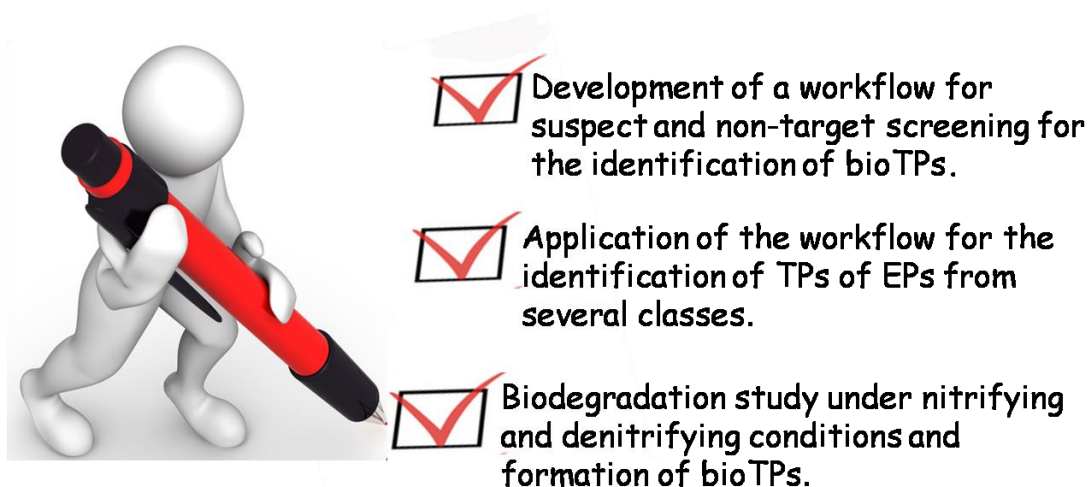 Development of a workflow for
suspect and non-target screening for
the identification of bioTPs.
Application of the workflow for the
identification of TPs of EPs from
several classes.
Biodegradation study under nitrifying
and denitrifying conditions and
formation of bioTPs.